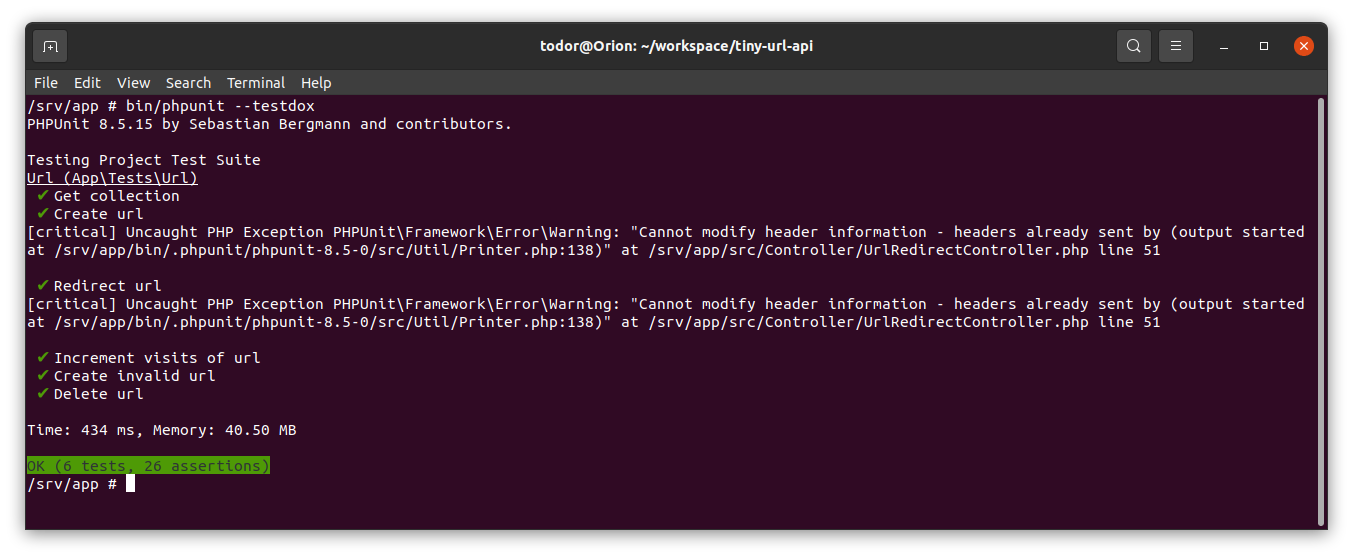 todor@Orion: ~/workspace/tiny-url-api
File Edit View Search Terminal Help
/srv/app # bin/phpunit --testdox
PHPUnit 8.5.15 by Sebastian Bergmann and contributors.
Testing Project Test Suite
Url (App\Tests\Url)
✔ Get collection
✔ Create url
[critical] Uncaught PHP Exception PHPUnit\Framework\Error\Warning: "Cannot modify header information - headers already sent by (output started
at /srv/app/bin/.phpunit/phpunit-8.5-0/src/Util/Printer.php:138)" at /srv/app/src/Controller/UrlRedirectController.php line 51
✔ Redirect url
[critical] Uncaught PHP Exception PHPUnit\Framework\Error\Warning: "Cannot modify header information - headers already sent by (output started
at /srv/app/bin/.phpunit/phpunit-8.5-0/src/Util/Printer.php:138)" at /srv/app/src/Controller/UrlRedirectController.php line 51
✔ Increment visits of url
✔ Create invalid url
✔ Delete url
Time: 434 ms, Memory: 40.50 MB
OK (6 tests, 26 assertions)
/srv/app #